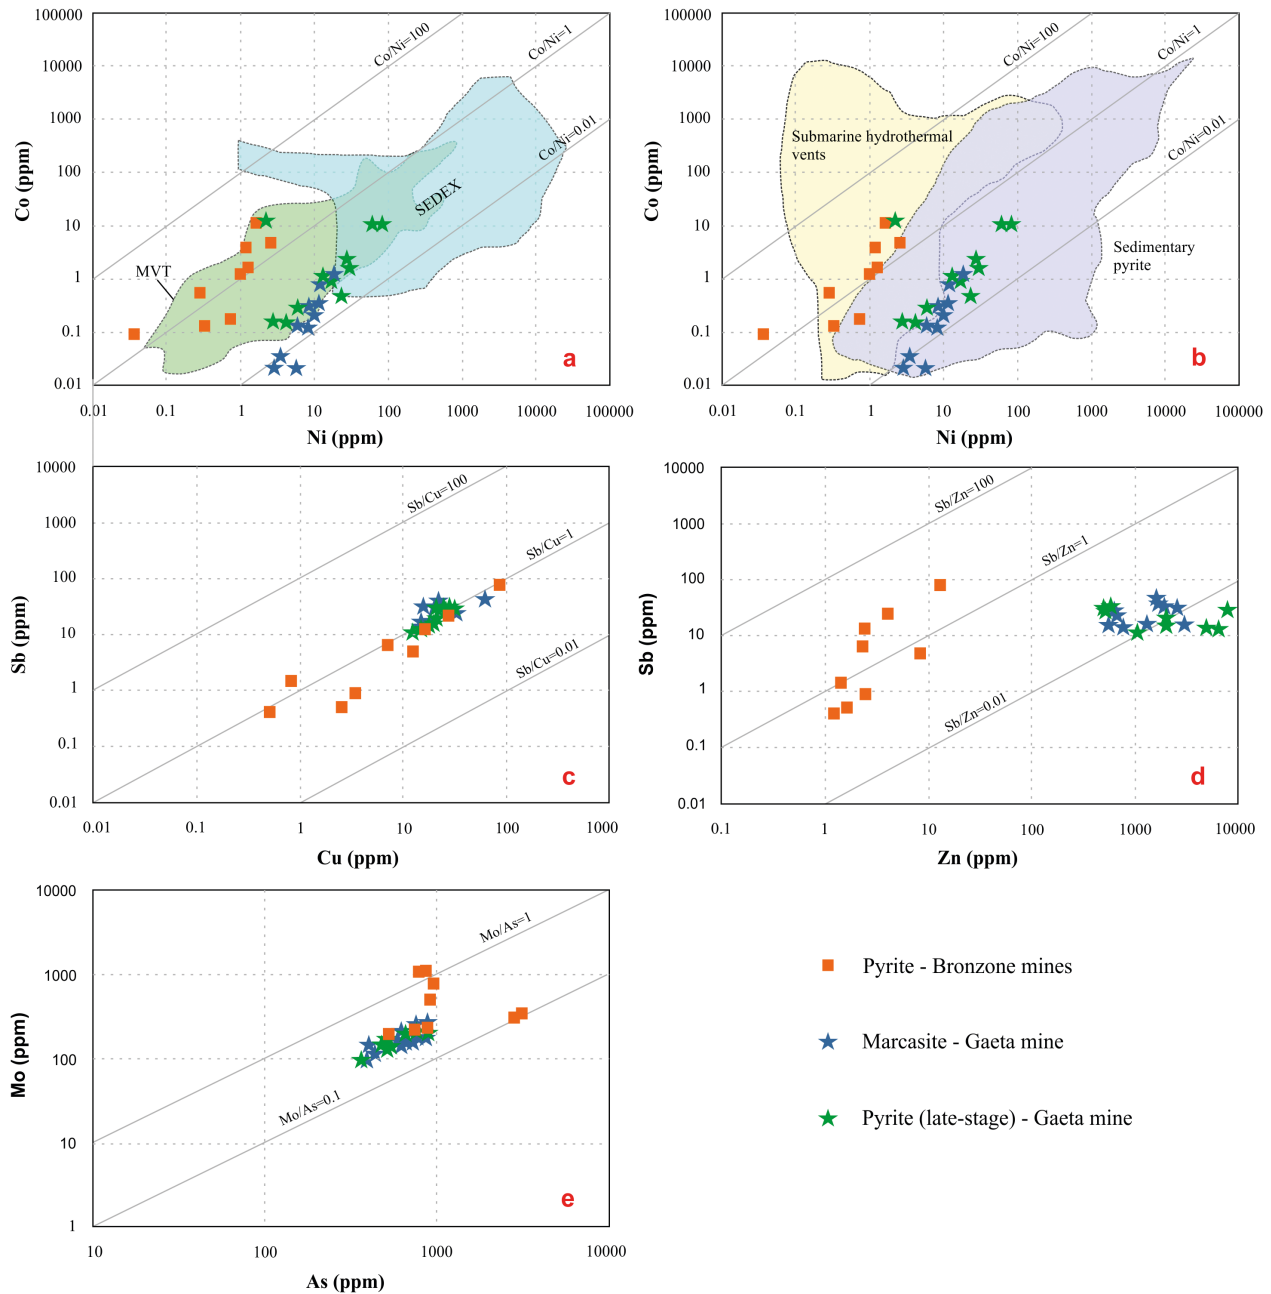 100000
10000
1000
100
10
1
0.1
0.01
Co (ppm)
Co/Ni=100
Co/Ni=1
Co/Ni=0.01
SEDEX
MVT
a
0.01
0.1
1
10
100
1000
10000
100000
Ni (ppm)
100000
10000
1000
100
10
1
0.1
0.01
Co (ppm)
Co/Ni=100
Co/Ni=1
Co/Ni=0.01
Submarine hydrothermal
vents
Sedimentary
pyrite
b
0.01
0.1
1
10
100
1000
10000
100000
Ni (ppm)
10000
1000
100
10
1
0.1
0.01
Sb (ppm)
Sb/Cu=100
Sb/Cu=1
Sb/Cu=0.01
c
0.01
0.1
1
10
100
1000
Cu (ppm)
10000
1000
100
10
1
0.1
0.01
Sb (ppm)
Sb/Zn=100
Sb/Zn=1
Sb/Zn=0.01
d
0.1
1
10
100
1000
10000
Zn (ppm)
10000
1000
100
10
1
Mo (ppm)
Mo/As=1
Mo/As=0.1
e
10
100
1000
10000
As (ppm)
Pyrite - Bronzone mines
Marcasite - Gaeta mine
Pyrite (late-stage) - Gaeta mine